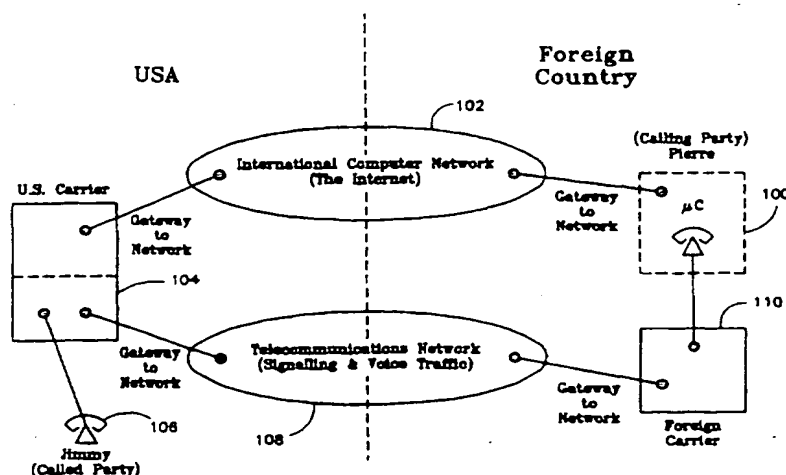 USA
Foreign
Country
102
(Calling Party)
Pierre
International Computer Network
(The Internet)
U.S. Carrier
Gateway
to
Network
Gateway
to
Network
μC
100
104
110
Telecommunications Network
(Signalling & Voice Traffic)
Gateway
to
Network
Gateway
to
Network
106
108
Jimmy
(Called Party)
Foreign
Carrier